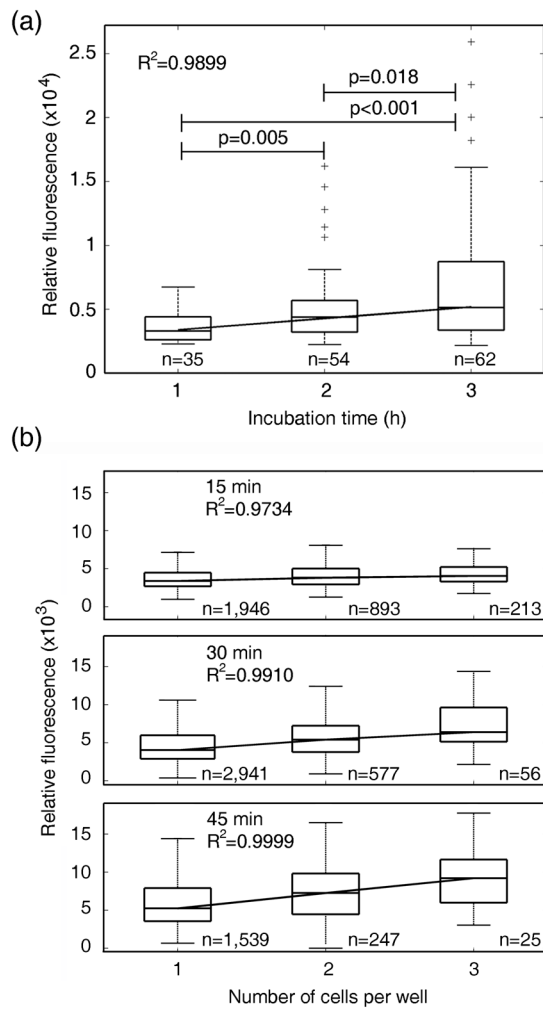 (a)
R²=0.9899
p=0.018
p<0.001
p=0.005
2.5
2
1.5
1
0.5
0
Relative fluorescence (x10⁴)
n=35 n=54 n=62
1 2 3
Incubation time (h)
(b)
15 min
R²=0.9734
15
10
5
0
n=1,946 n=893 n=213
30 min
R²=0.9910
15
10
5
0
n=2,941 n=577 n=56
45 min
R²=0.9999
15
10
5
0
n=1,539 n=247 n=25
Relative fluorescence (x10³)
1 2 3
Number of cells per well